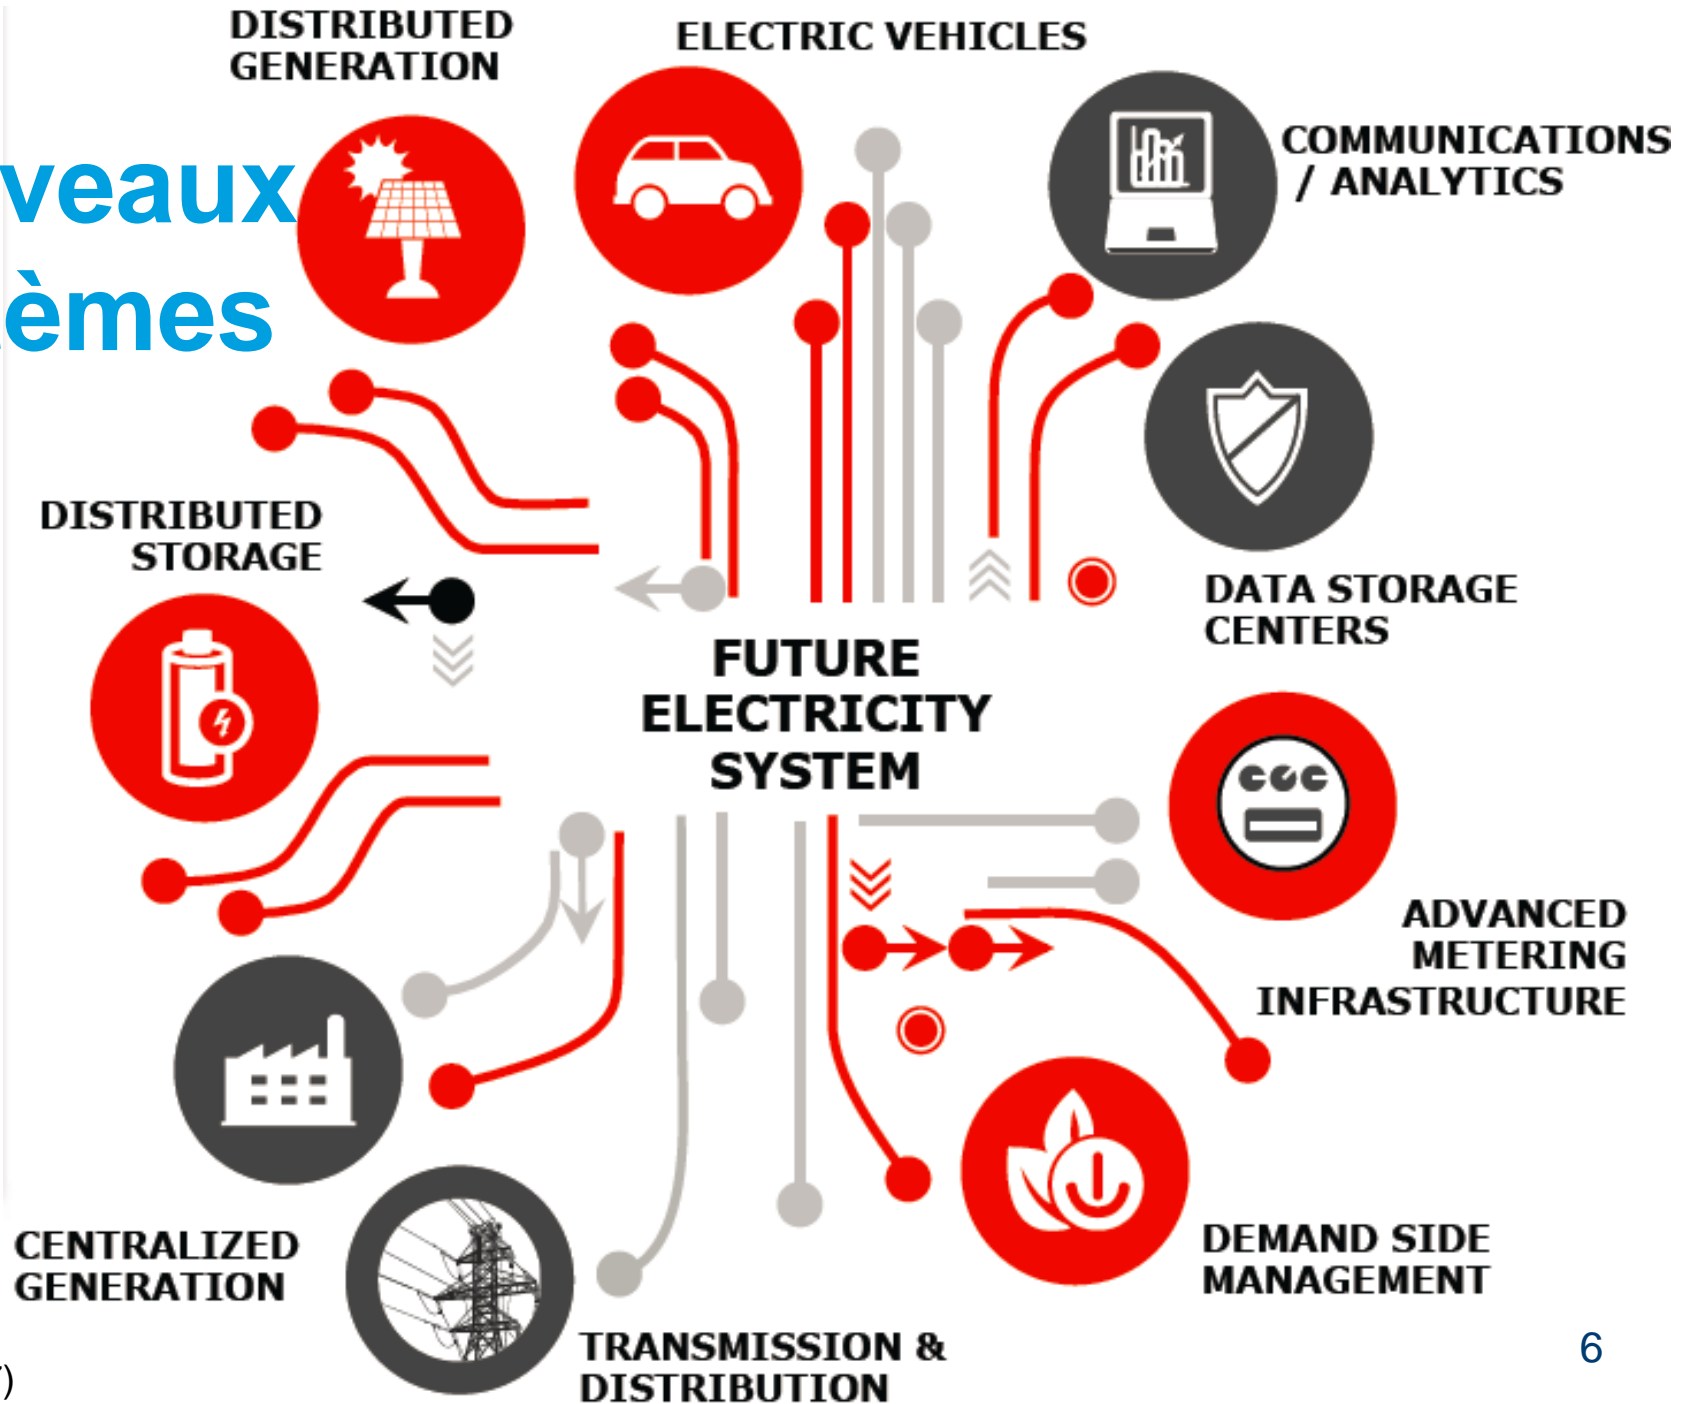 DISTRIBUTED
GENERATION
ELECTRIC VEHICLES
COMMUNICATIONS
/ ANALYTICS
veaux
èmes
DISTRIBUTED
STORAGE
DATA STORAGE
CENTERS
FUTURE
ELECTRICITY
SYSTEM
ADVANCED
METERING
INFRASTRUCTURE
CENTRALIZED
GENERATION
DEMAND SIDE
MANAGEMENT
TRANSMISSION &
DISTRIBUTION
6
)